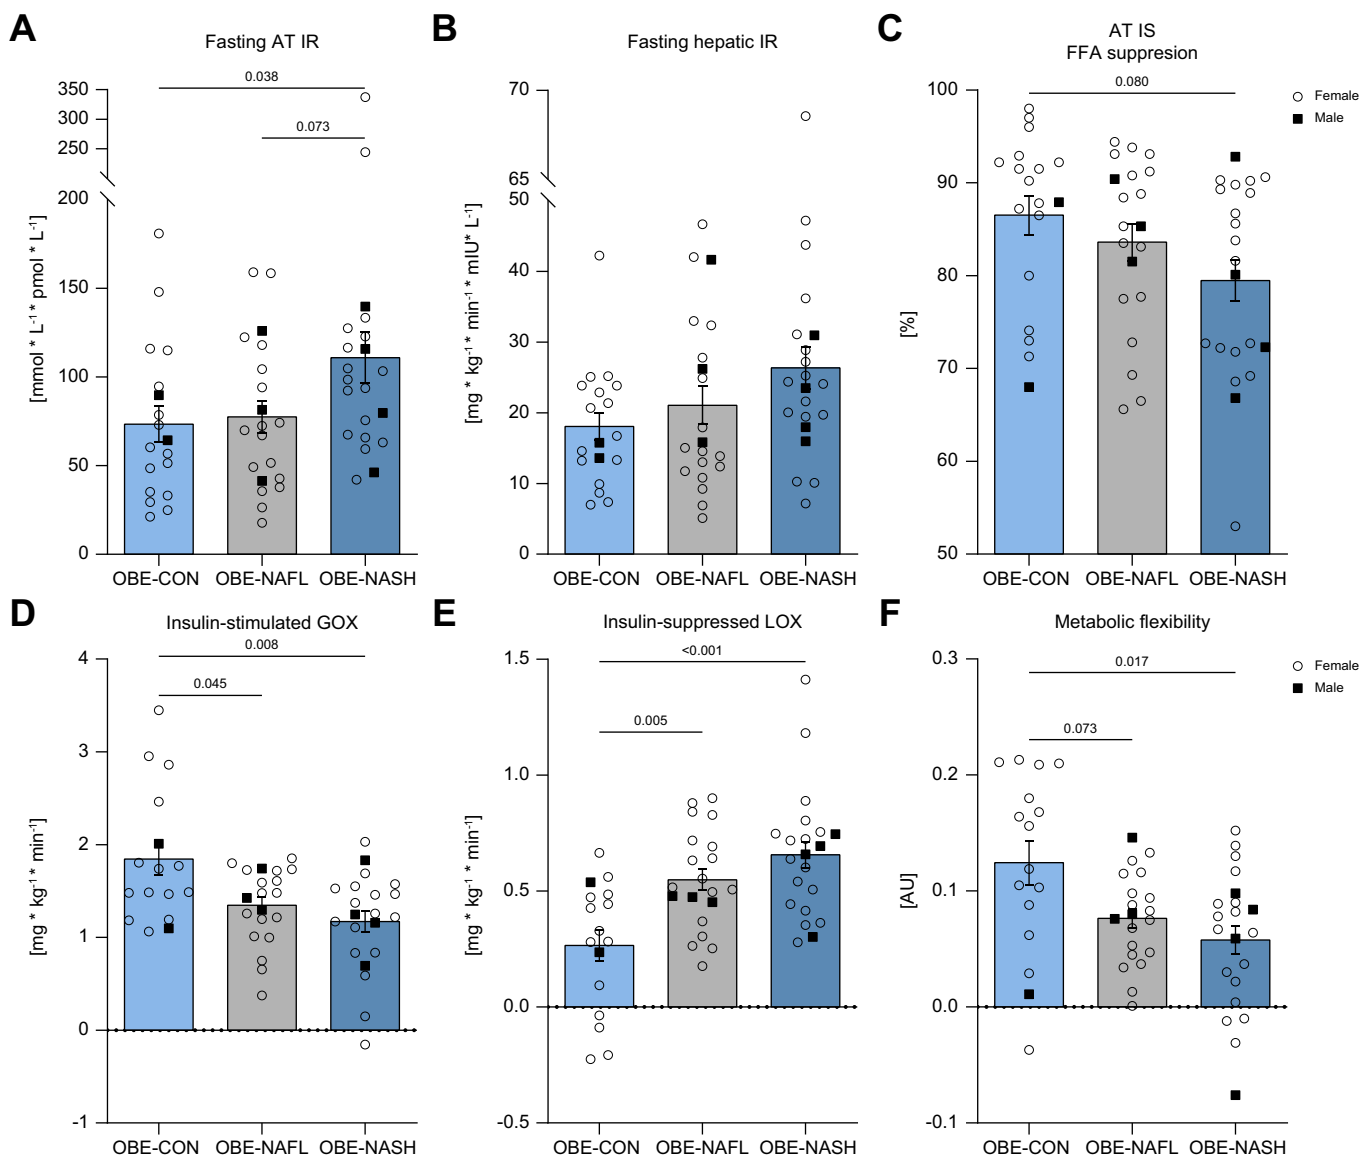 A
Fasting AT IR
0.038
0.073
350
300
250
200
150
100
50
0
[mmol * L⁻¹* pmol * L⁻¹]
OBE-CON
OBE-NAFL
OBE-NASH
B
Fasting hepatic IR
70
65
50
40
30
20
10
0
[mg * kg⁻¹ * min⁻¹ * mIU* L⁻¹]
OBE-CON
OBE-NAFL
OBE-NASH
C
AT IS
FFA suppresion
0.080
100
90
80
70
60
50
[%]
OBE-CON
OBE-NAFL
OBE-NASH
Female
Male
D
Insulin-stimulated GOX
0.008
0.045
4
3
2
1
0
-1
[mg * kg⁻¹ * min⁻¹]
OBE-CON
OBE-NAFL
OBE-NASH
E
Insulin-suppressed LOX
<0.001
0.005
1.5
1.0
0.5
0.0
-0.5
[mg * kg⁻¹ * min⁻¹]
OBE-CON
OBE-NAFL
OBE-NASH
F
Metabolic flexibility
0.017
0.073
0.3
0.2
0.1
0.0
-0.1
[AU]
OBE-CON
OBE-NAFL
OBE-NASH
Female
Male